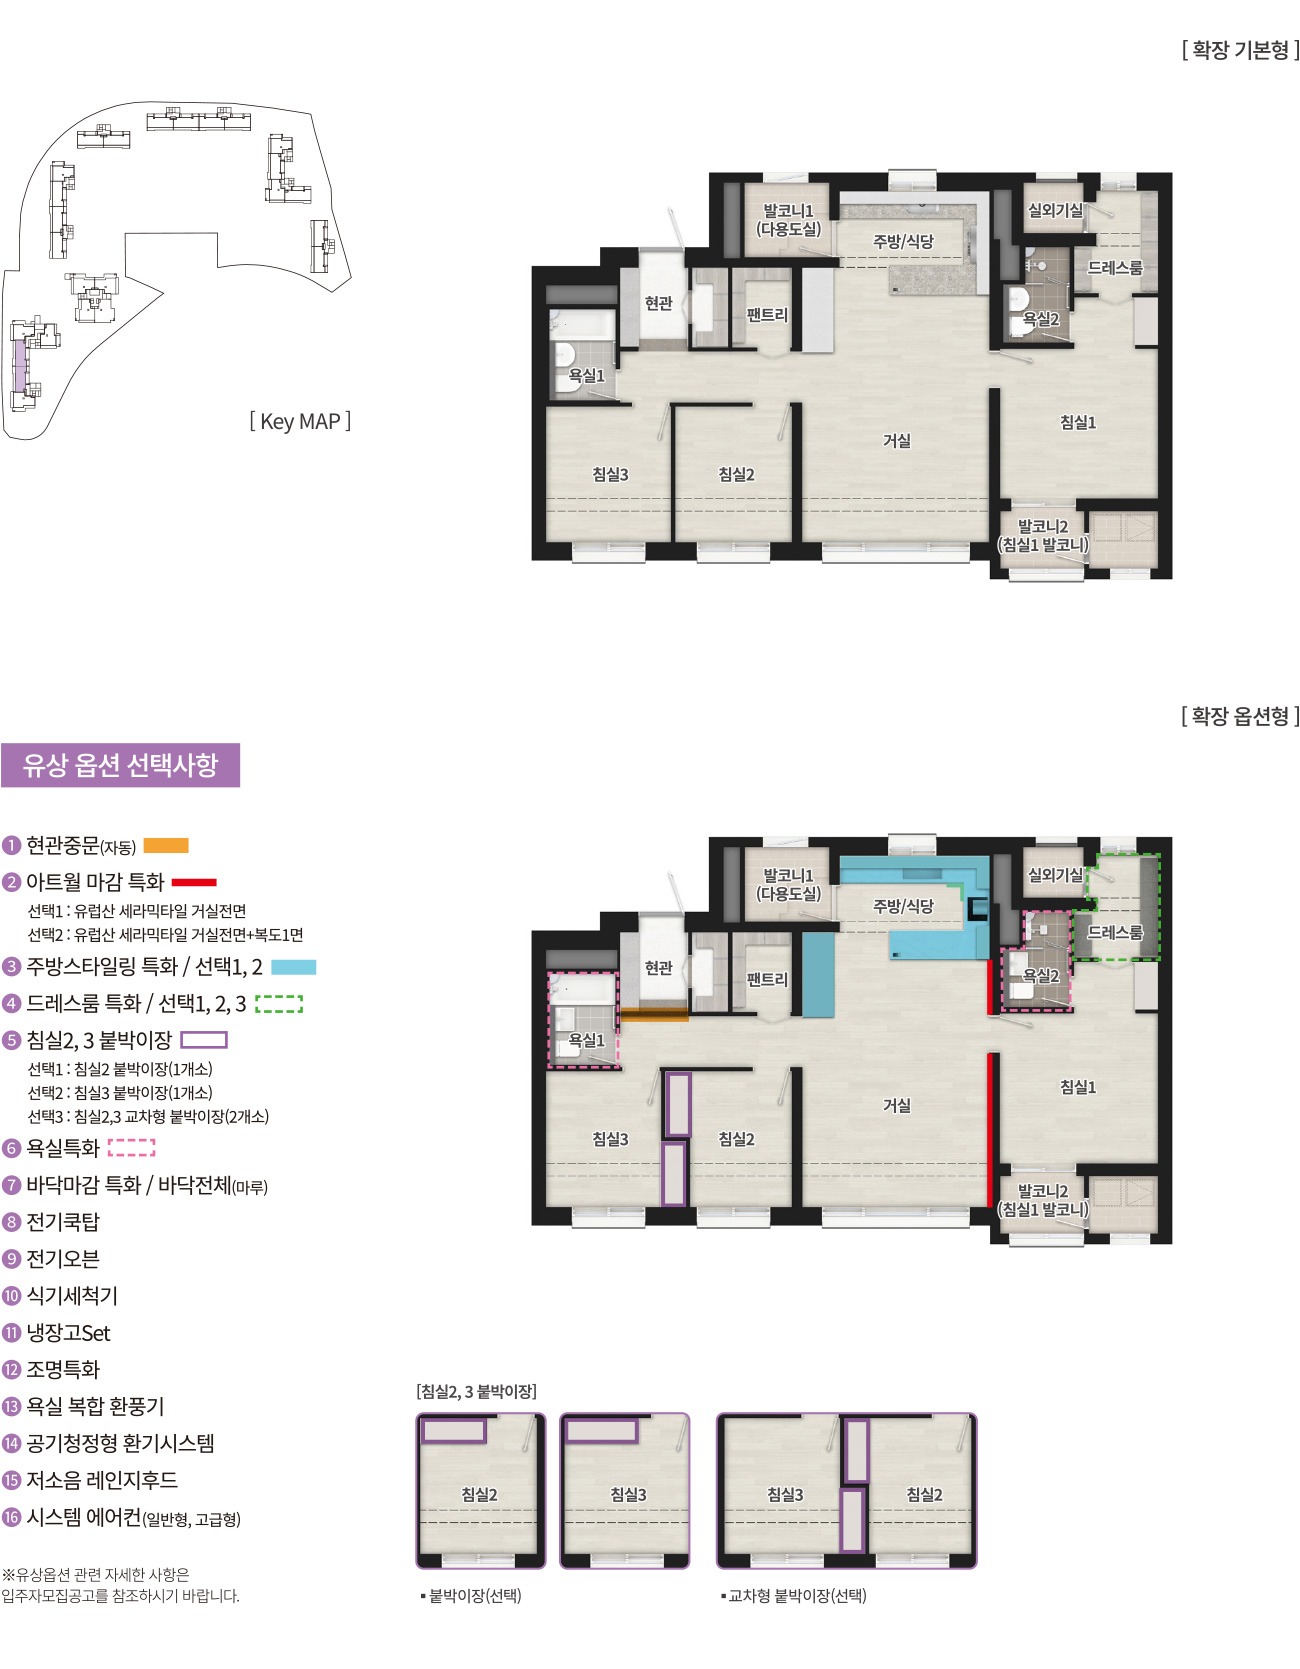 [ 확장 기본형 ]
발코니1
(다용도실)
주방/식당
실외기실
드레스룸
현관
팬트리
욕실2
욕실1
침실3
침실2
거실
침실1
발코니2
(침실1 발코니)
[ Key MAP ]
[ 확장 옵션형 ]
유상 옵션 선택사항
1 현관중문(자동)
2 아트월 마감 특화
선택1 : 유럽산 세라믹타일 거실전면
선택2 : 유럽산 세라믹타일 거실전면+복도1면
3 주방스타일링 특화 / 선택1, 2
4 드레스룸 특화 / 선택1, 2, 3
5 침실2, 3 붙박이장
선택1 : 침실2 붙박이장(1개소)
선택2 : 침실3 붙박이장(1개소)
선택3 : 침실2,3 교차형 붙박이장(2개소)
6 욕실특화
7 바닥마감 특화 / 바닥전체(마루)
8 전기쿡탑
9 전기오븐
10 식기세척기
11 냉장고Set
12 조명특화
13 욕실 복합 환풍기
14 공기청정형 환기시스템
15 저소음 레인지후드
16 시스템 에어컨(일반형, 고급형)
※유상옵션 관련 자세한 사항은
입주자모집공고를 참조하시기 바랍니다.
발코니1
(다용도실)
주방/식당
실외기실
드레스룸
현관
팬트리
욕실2
욕실1
침실3
침실2
거실
침실1
발코니2
(침실1 발코니)
[침실2, 3 붙박이장]
침실2
침실3
침실3
침실2
▪ 붙박이장(선택)
▪ 교차형 붙박이장(선택)